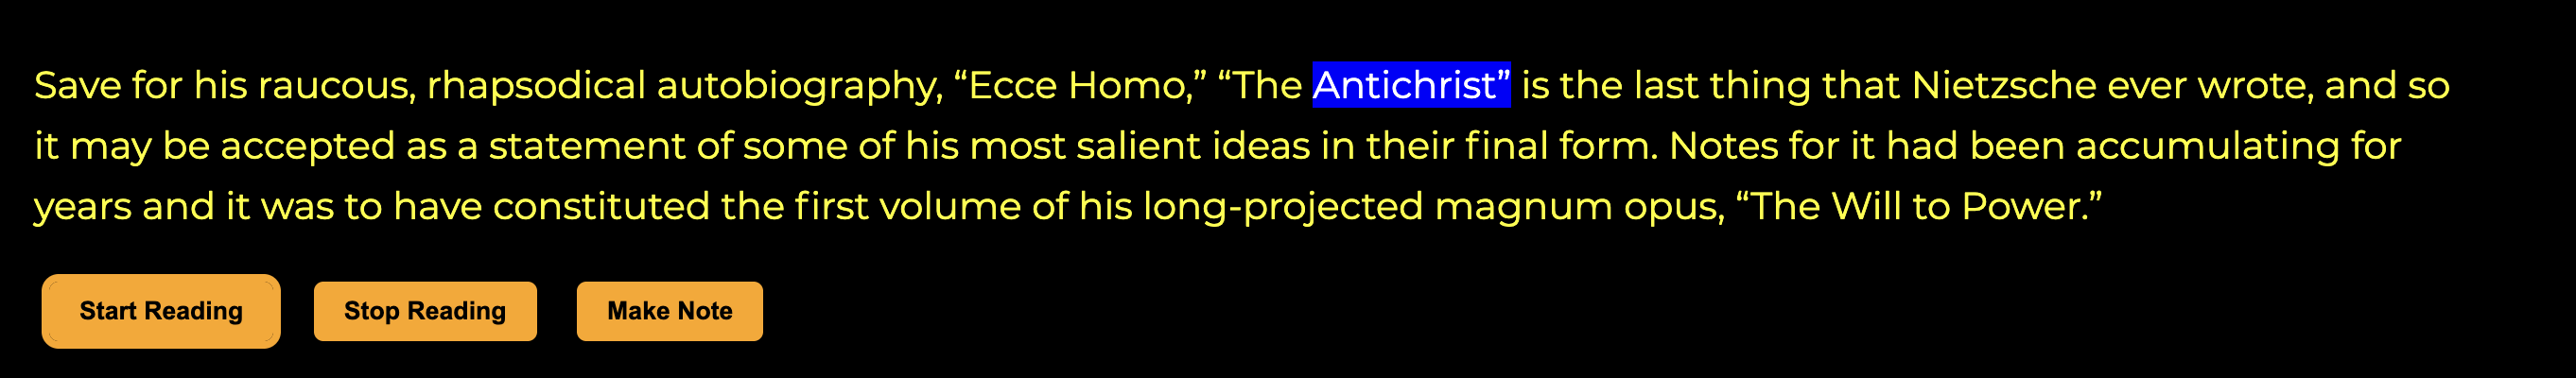 Save for his raucous, rhapsodical autobiography, “Ecce Homo,” “The Antichrist” is the last thing that Nietzsche ever wrote, and so
it may be accepted as a statement of some of his most salient ideas in their final form. Notes for it had been accumulating for
years and it was to have constituted the first volume of his long-projected magnum opus, “The Will to Power.”
Start Reading Stop Reading Make Note